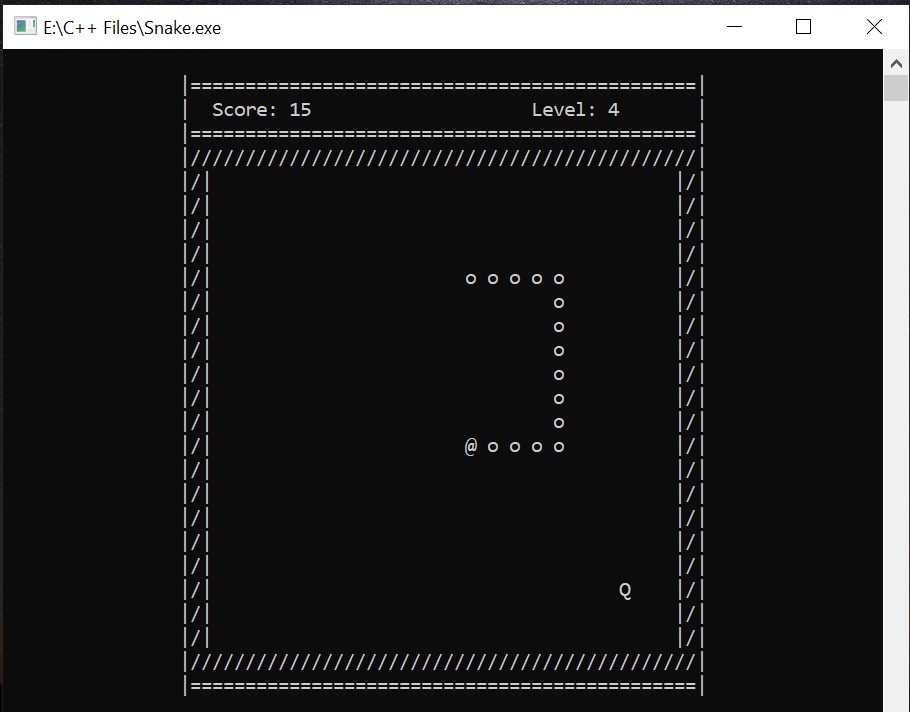 E:\C++ Files\Snake.exe
|==============================================|
|  Score: 15                    Level: 4       |
|==============================================|
|//////////////////////////////////////////////|
|/|                                          |/|
|/|                                          |/|
|/|                                          |/|
|/|                                          |/|
|/|                       o o o o o          |/|
|/|                               o          |/|
|/|                               o          |/|
|/|                               o          |/|
|/|                               o          |/|
|/|                               o          |/|
|/|                               o          |/|
|/|                       @ o o o o          |/|
|/|                                          |/|
|/|                                          |/|
|/|                                          |/|
|/|                                          |/|
|/|                                          |/|
|/|                                     Q    |/|
|/|                                          |/|
|/|                                          |/|
|//////////////////////////////////////////////|
|==============================================|